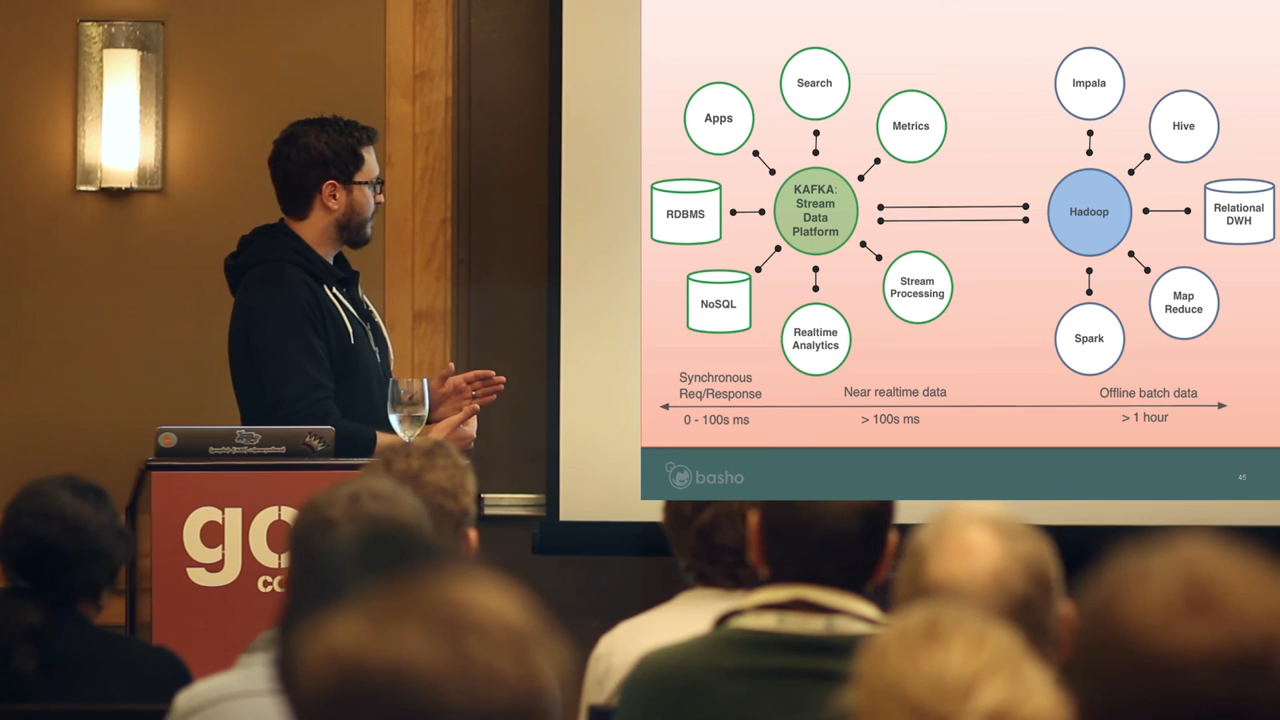 Search
Impala
Apps
Metrics
Hive
RDBMS
KAFKA:
Stream
Data
Platform
Hadoop
Relational
DWH
NoSQL
Stream
Processing
Map
Reduce
Realtime
Analytics
Spark
Synchronous
Req/Response
Near realtime data
Offline batch data
0 - 100s ms
> 100s ms
> 1 hour
basho
45